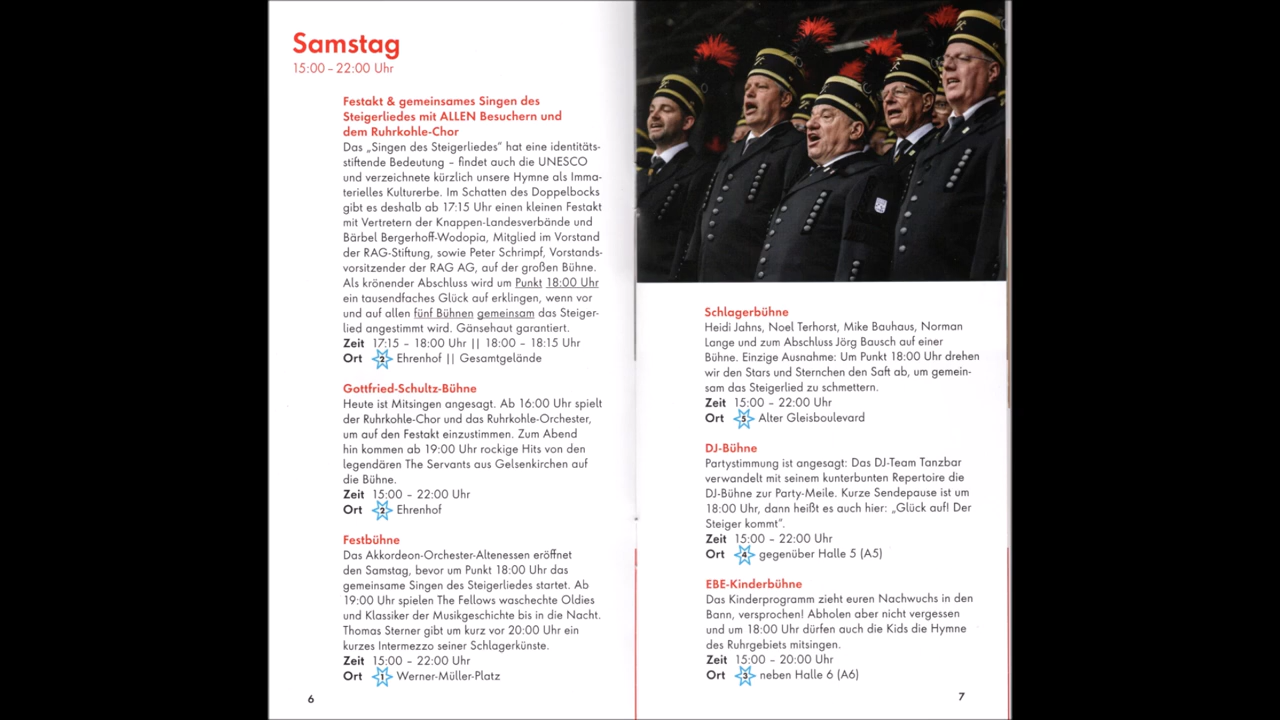 Samstag
15:00 – 22:00 Uhr
Festakt & gemeinsames Singen des
Steigerliedes mit ALLEN Besuchern und
dem Ruhrkohle-Chor
Das „Singen des Steigerliedes" hat eine identitäts-
stiftende Bedeutung – findet auch die UNESCO
und verzeichnete kürzlich unsere Hymne als Imma-
terielles Kulturerbe. Im Schatten des Doppelbocks
gibt es deshalb ab 17:15 Uhr einen kleinen Festakt
mit Vertretern der Knappen-Landesverbände und
Bärbel Bergerhoff-Wodopia, Mitglied im Vorstand
der RAG-Stiftung, sowie Peter Schrimpf, Vorstands-
vorsitzender der RAG AG, auf der großen Bühne.
Als krönender Abschluss wird um Punkt 18:00 Uhr
ein tausendfaches Glück auf erklingen, wenn vor
und auf allen fünf Bühnen gemeinsam das Steiger-
lied angestimmt wird. Gänsehaut garantiert.
Zeit 17:15 – 18:00 Uhr || 18:00 – 18:15 Uhr
Ort 2 Ehrenhof || Gesamtgelände
Gottfried-Schultz-Bühne
Heute ist Mitsingen angesagt. Ab 16:00 Uhr spielt
der Ruhrkohle-Chor und das Ruhrkohle-Orchester,
um auf den Festakt einzustimmen. Zum Abend
hin kommen ab 19:00 Uhr rockige Hits von den
legendären The Servants aus Gelsenkirchen auf
die Bühne.
Zeit 15:00 – 22:00 Uhr
Ort 2 Ehrenhof
Festbühne
Das Akkordeon-Orchester-Altenessen eröffnet
den Samstag, bevor um Punkt 18:00 Uhr das
gemeinsame Singen des Steigerliedes startet. Ab
19:00 Uhr spielen The Fellows waschechte Oldies
und Klassiker der Musikgeschichte bis in die Nacht.
Thomas Sterner gibt um kurz vor 20:00 Uhr ein
kurzes Intermezzo seiner Schlagerkünste.
Zeit 15:00 – 22:00 Uhr
Ort 1 Werner-Müller-Platz
6
Schlagerbühne
Heidi Jahns, Noel Terhorst, Mike Bauhaus, Norman
Lange und zum Abschluss Jörg Bausch auf einer
Bühne. Einzige Ausnahme: Um Punkt 18:00 Uhr drehen
wir den Stars und Sternchen den Saft ab, um gemein-
sam das Steigerlied zu schmettern.
Zeit 15:00 – 22:00 Uhr
Ort 5 Alter Gleisboulevard
DJ-Bühne
Partystimmung ist angesagt: Das DJ-Team Tanzbar
verwandelt mit seinem kunterbunten Repertoire die
DJ-Bühne zur Party-Meile. Kurze Sendepause ist um
18:00 Uhr, dann heißt es auch hier: „Glück auf! Der
Steiger kommt".
Zeit 15:00 – 22:00 Uhr
Ort 4 gegenüber Halle 5 (A5)
EBE-Kinderbühne
Das Kinderprogramm zieht euren Nachwuchs in den
Bann, versprochen! Abholen aber nicht vergessen
und um 18:00 Uhr dürfen auch die Kids die Hymne
des Ruhrgebiets mitsingen.
Zeit 15:00 – 20:00 Uhr
Ort 3 neben Halle 6 (A6)
7